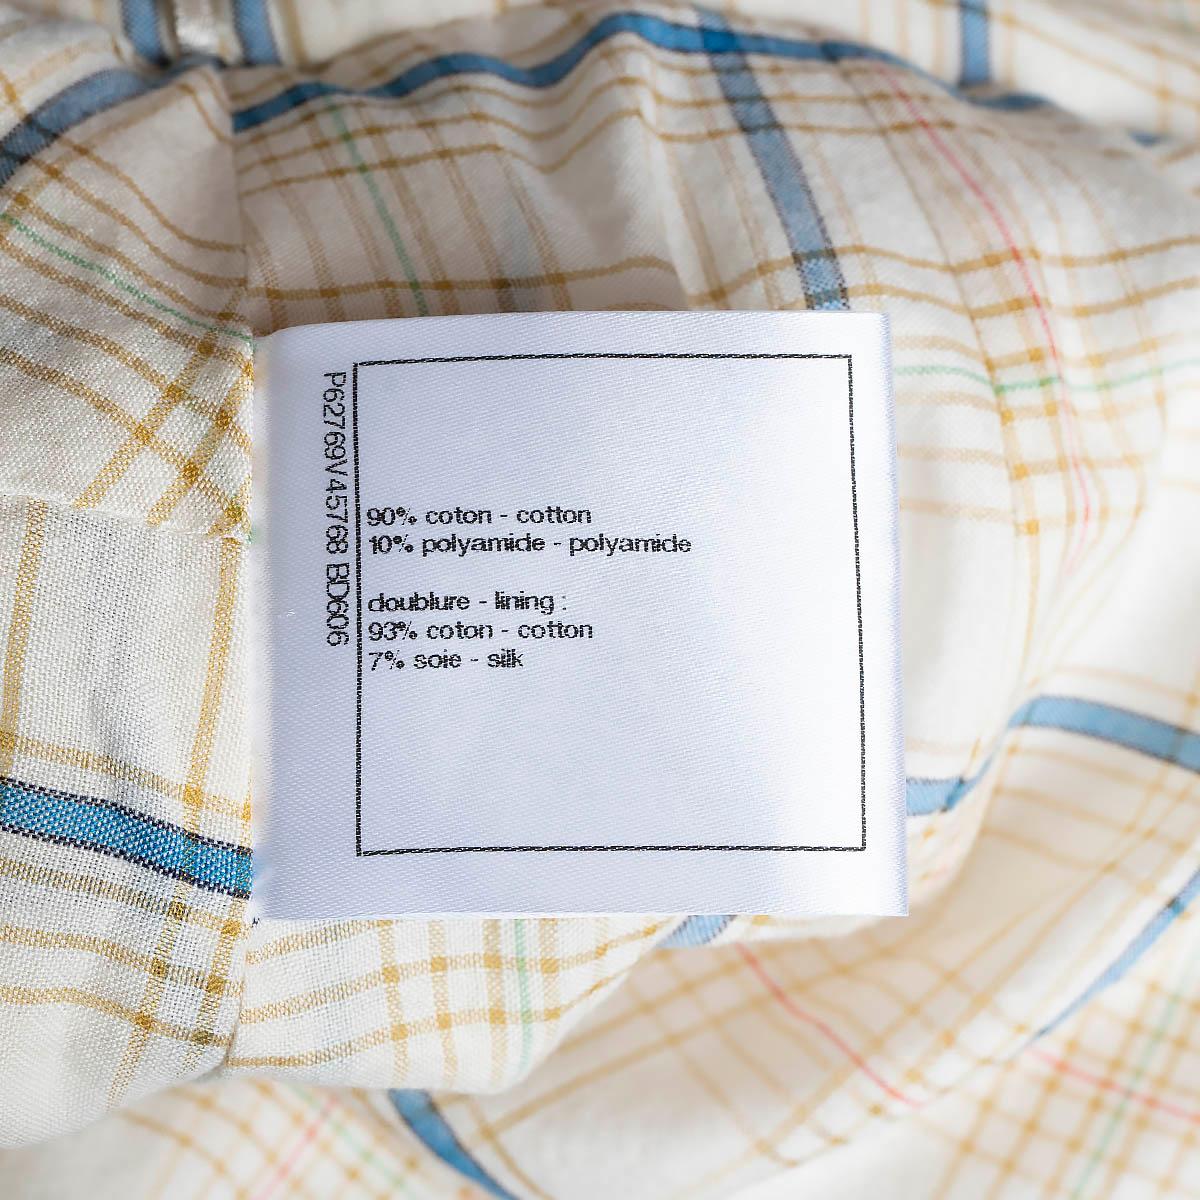 P62769V45768 BD606
90% coton - cotton
10% polyamide - polyamide
doublure - lining :
93% coton - cotton
7% soie - silk